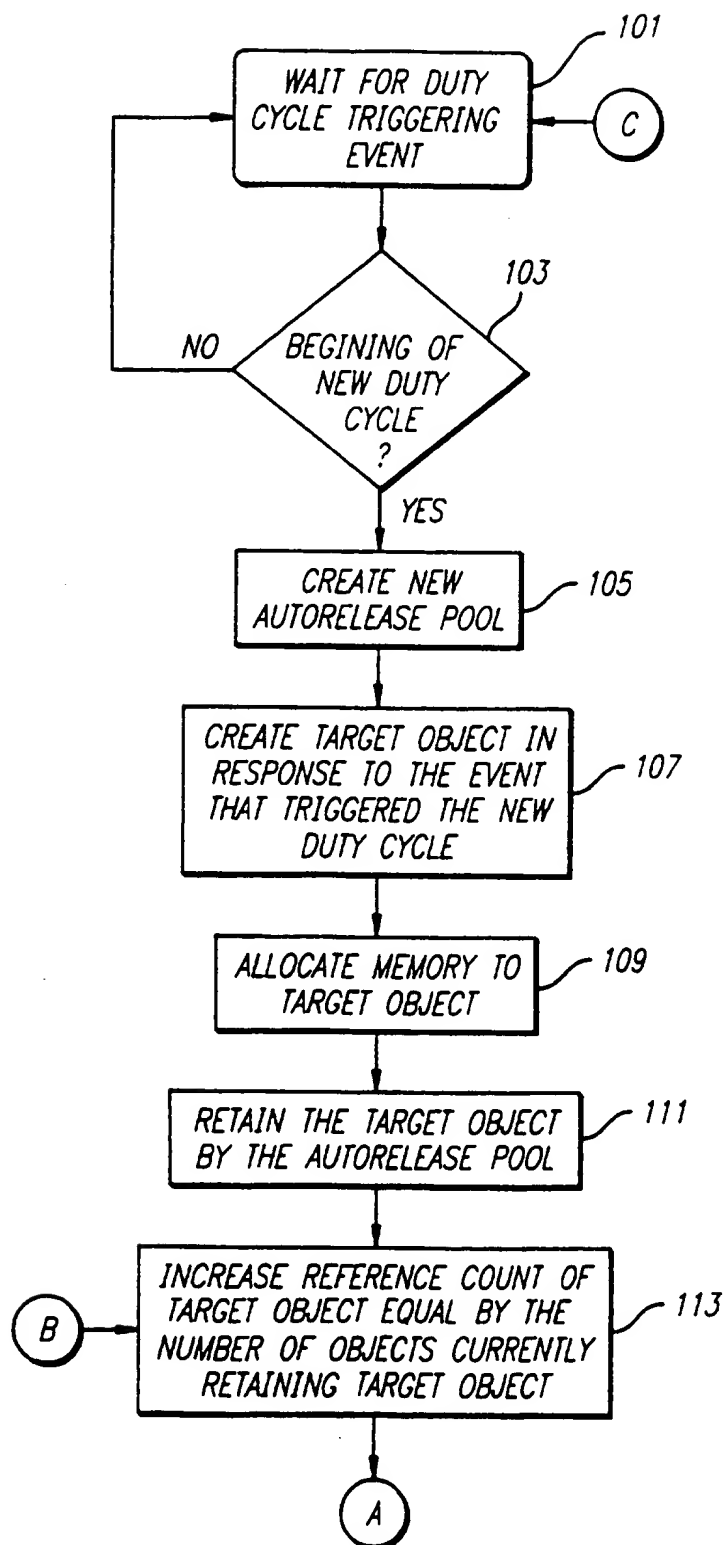 101
WAIT FOR DUTY
CYCLE TRIGGERING
EVENT
C
103
NO
BEGINING OF
NEW DUTY
CYCLE
?
YES
CREATE NEW
AUTORELEASE POOL
105
CREATE TARGET OBJECT IN
RESPONSE TO THE EVENT
THAT TRIGGERED THE NEW
DUTY CYCLE
107
ALLOCATE MEMORY TO
TARGET OBJECT
109
RETAIN THE TARGET OBJECT
BY THE AUTORELEASE POOL
111
INCREASE REFERENCE COUNT OF
TARGET OBJECT EQUAL BY THE
NUMBER OF OBJECTS CURRENTLY
RETAINING TARGET OBJECT
113
B
A